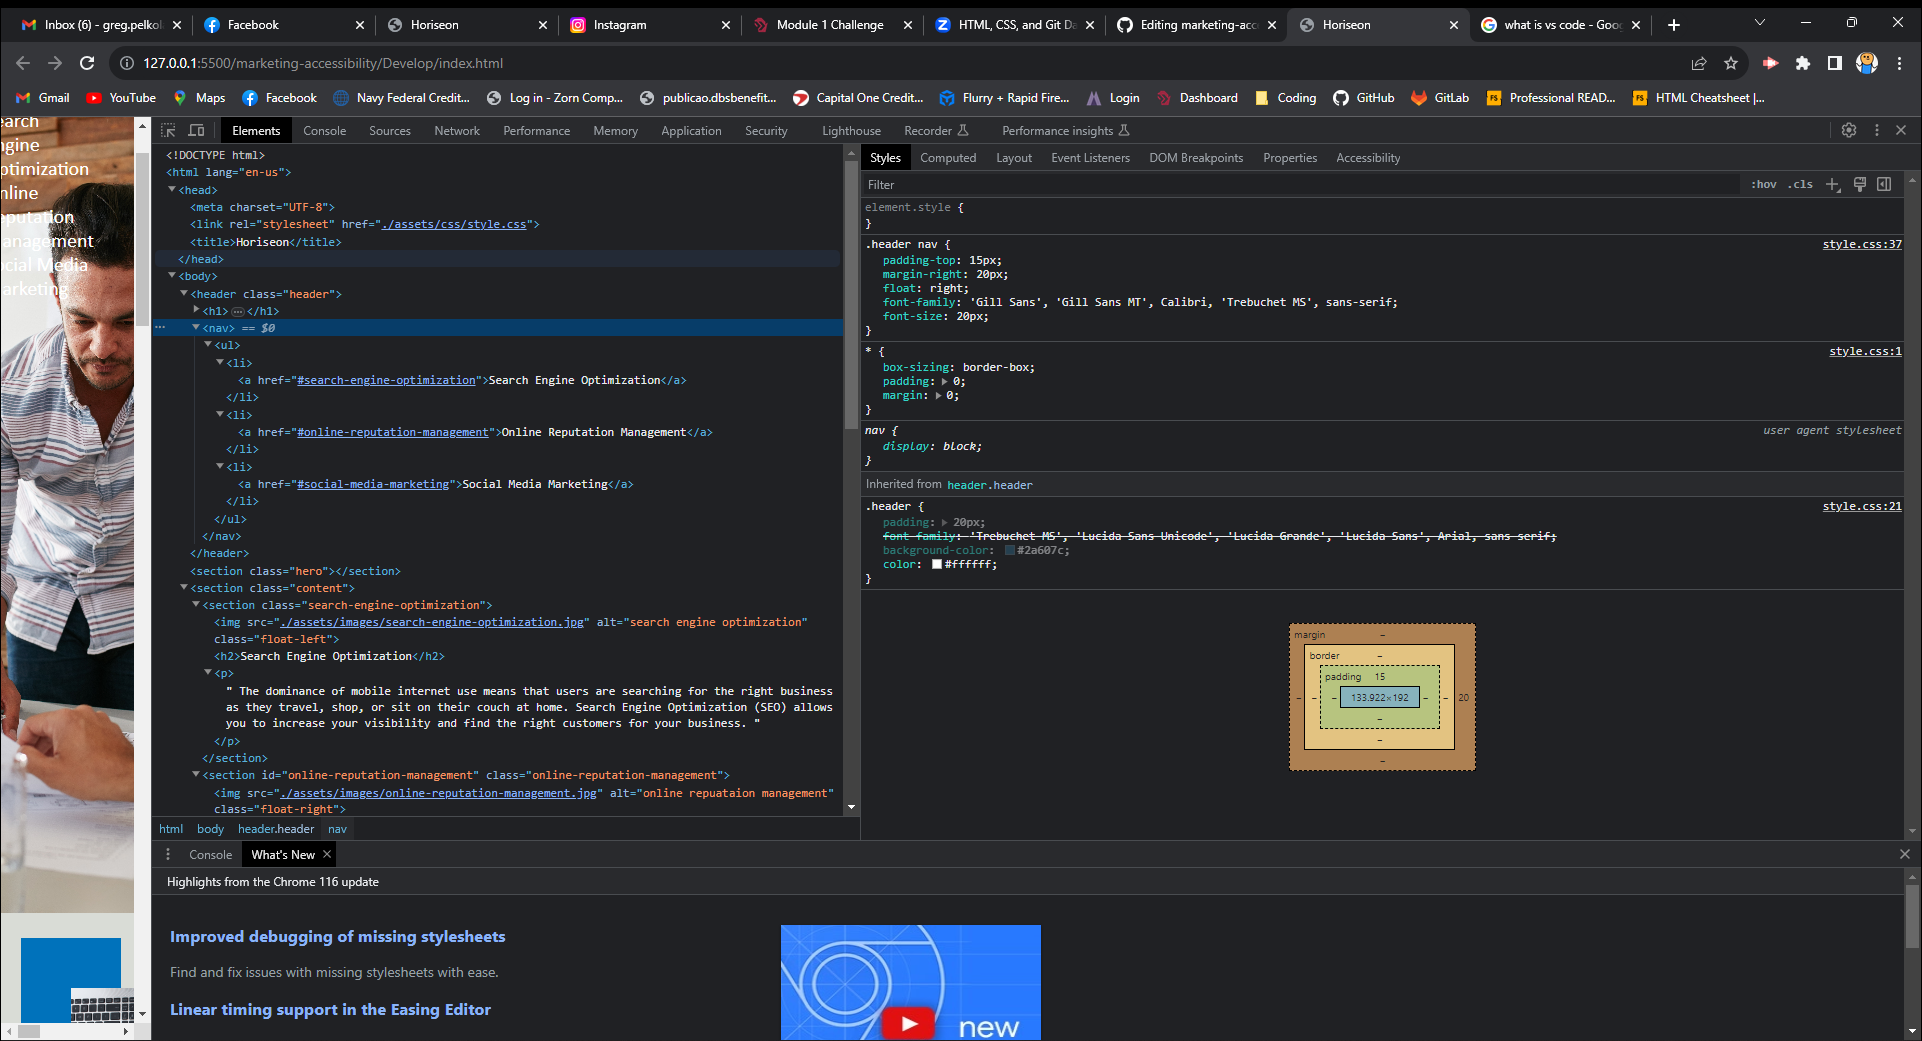 Inbox (6) - greg.pelkol
Facebook
Horiseon
Instagram
Module 1 Challenge
HTML, CSS, and Git Da
Editing marketing-acce
Horiseon
what is vs code - Goog
127.0.0.1:5500/marketing-accessibility/Develop/index.html
Gmail
YouTube
Maps
Facebook
Navy Federal Credit...
Log in - Zorn Comp...
publicao.dbsbenefit...
Capital One Credit...
Flurry + Rapid Fire...
Login
Dashboard
Coding
GitHub
GitLab
Professional READ...
HTML Cheatsheet |...
earch
ngine
ptimization
nline
eputation
anagement
ocial Media
arketing
Elements Console Sources Network Performance Memory Application Security Lighthouse Recorder Performance insights
<!DOCTYPE html>
<html lang="en-us">
<head>
<meta charset="UTF-8">
<link rel="stylesheet" href="./assets/css/style.css">
<title>Horiseon</title>
</head>
<body>
<header class="header">
<h1>…</h1>
<nav> == $0
<ul>
<li>
<a href="#search-engine-optimization">Search Engine Optimization</a>
</li>
<li>
<a href="#online-reputation-management">Online Reputation Management</a>
</li>
<li>
<a href="#social-media-marketing">Social Media Marketing</a>
</li>
</ul>
</nav>
</header>
<section class="hero"></section>
<section class="content">
<section class="search-engine-optimization">
<img src="./assets/images/search-engine-optimization.jpg" alt="search engine optimization"
class="float-left">
<h2>Search Engine Optimization</h2>
<p>
" The dominance of mobile internet use means that users are searching for the right business
as they travel, shop, or sit on their couch at home. Search Engine Optimization (SEO) allows
you to increase your visibility and find the right customers for your business. "
</p>
</section>
<section id="online-reputation-management" class="online-reputation-management">
<img src="./assets/images/online-reputation-management.jpg" alt="online repuataion management"
class="float-right">
html body header.header nav
Styles Computed Layout Event Listeners DOM Breakpoints Properties Accessibility
Filter
:hov .cls
element.style {
}
.header nav {
style.css:37
padding-top: 15px;
margin-right: 20px;
float: right;
font-family: 'Gill Sans', 'Gill Sans MT', Calibri, 'Trebuchet MS', sans-serif;
font-size: 20px;
}
* {
style.css:1
box-sizing: border-box;
padding: 0;
margin: 0;
}
nav {
user agent stylesheet
display: block;
}
Inherited from header.header
.header {
style.css:21
padding: 20px;
font-family: 'Trebuchet MS', 'Lucida Sans Unicode', 'Lucida Grande', 'Lucida Sans', Arial, sans-serif;
background-color: #2a607c;
color: #ffffff;
}
margin –
border –
padding 15
– – – 133.922×192 – – 20
–
–
–
Console
What's New
Highlights from the Chrome 116 update
Improved debugging of missing stylesheets
Find and fix issues with missing stylesheets with ease.
Linear timing support in the Easing Editor
new